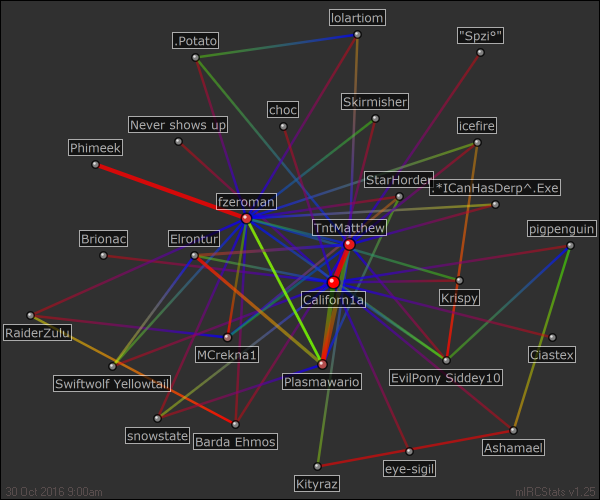 lolartiom
.Potato
"Spzi°"
Skirmisher
choc
Never shows up
icefire
Phimeek
StarHorder
.*ICanHasDerp^.Exe
fzeroman
TntMatthew
pigpenguin
Brionac
Elrontur
Californ1a
Krispy
RaiderZulu
MCrekna1
Ciastex
Swiftwolf Yellowtail
Plasmawario
EvilPony Siddey10
snowstate
Barda Ehmos
Ashamael
eye-sigil
Kityraz
30 Oct 2016 9:00am
mIRCStats v1.25